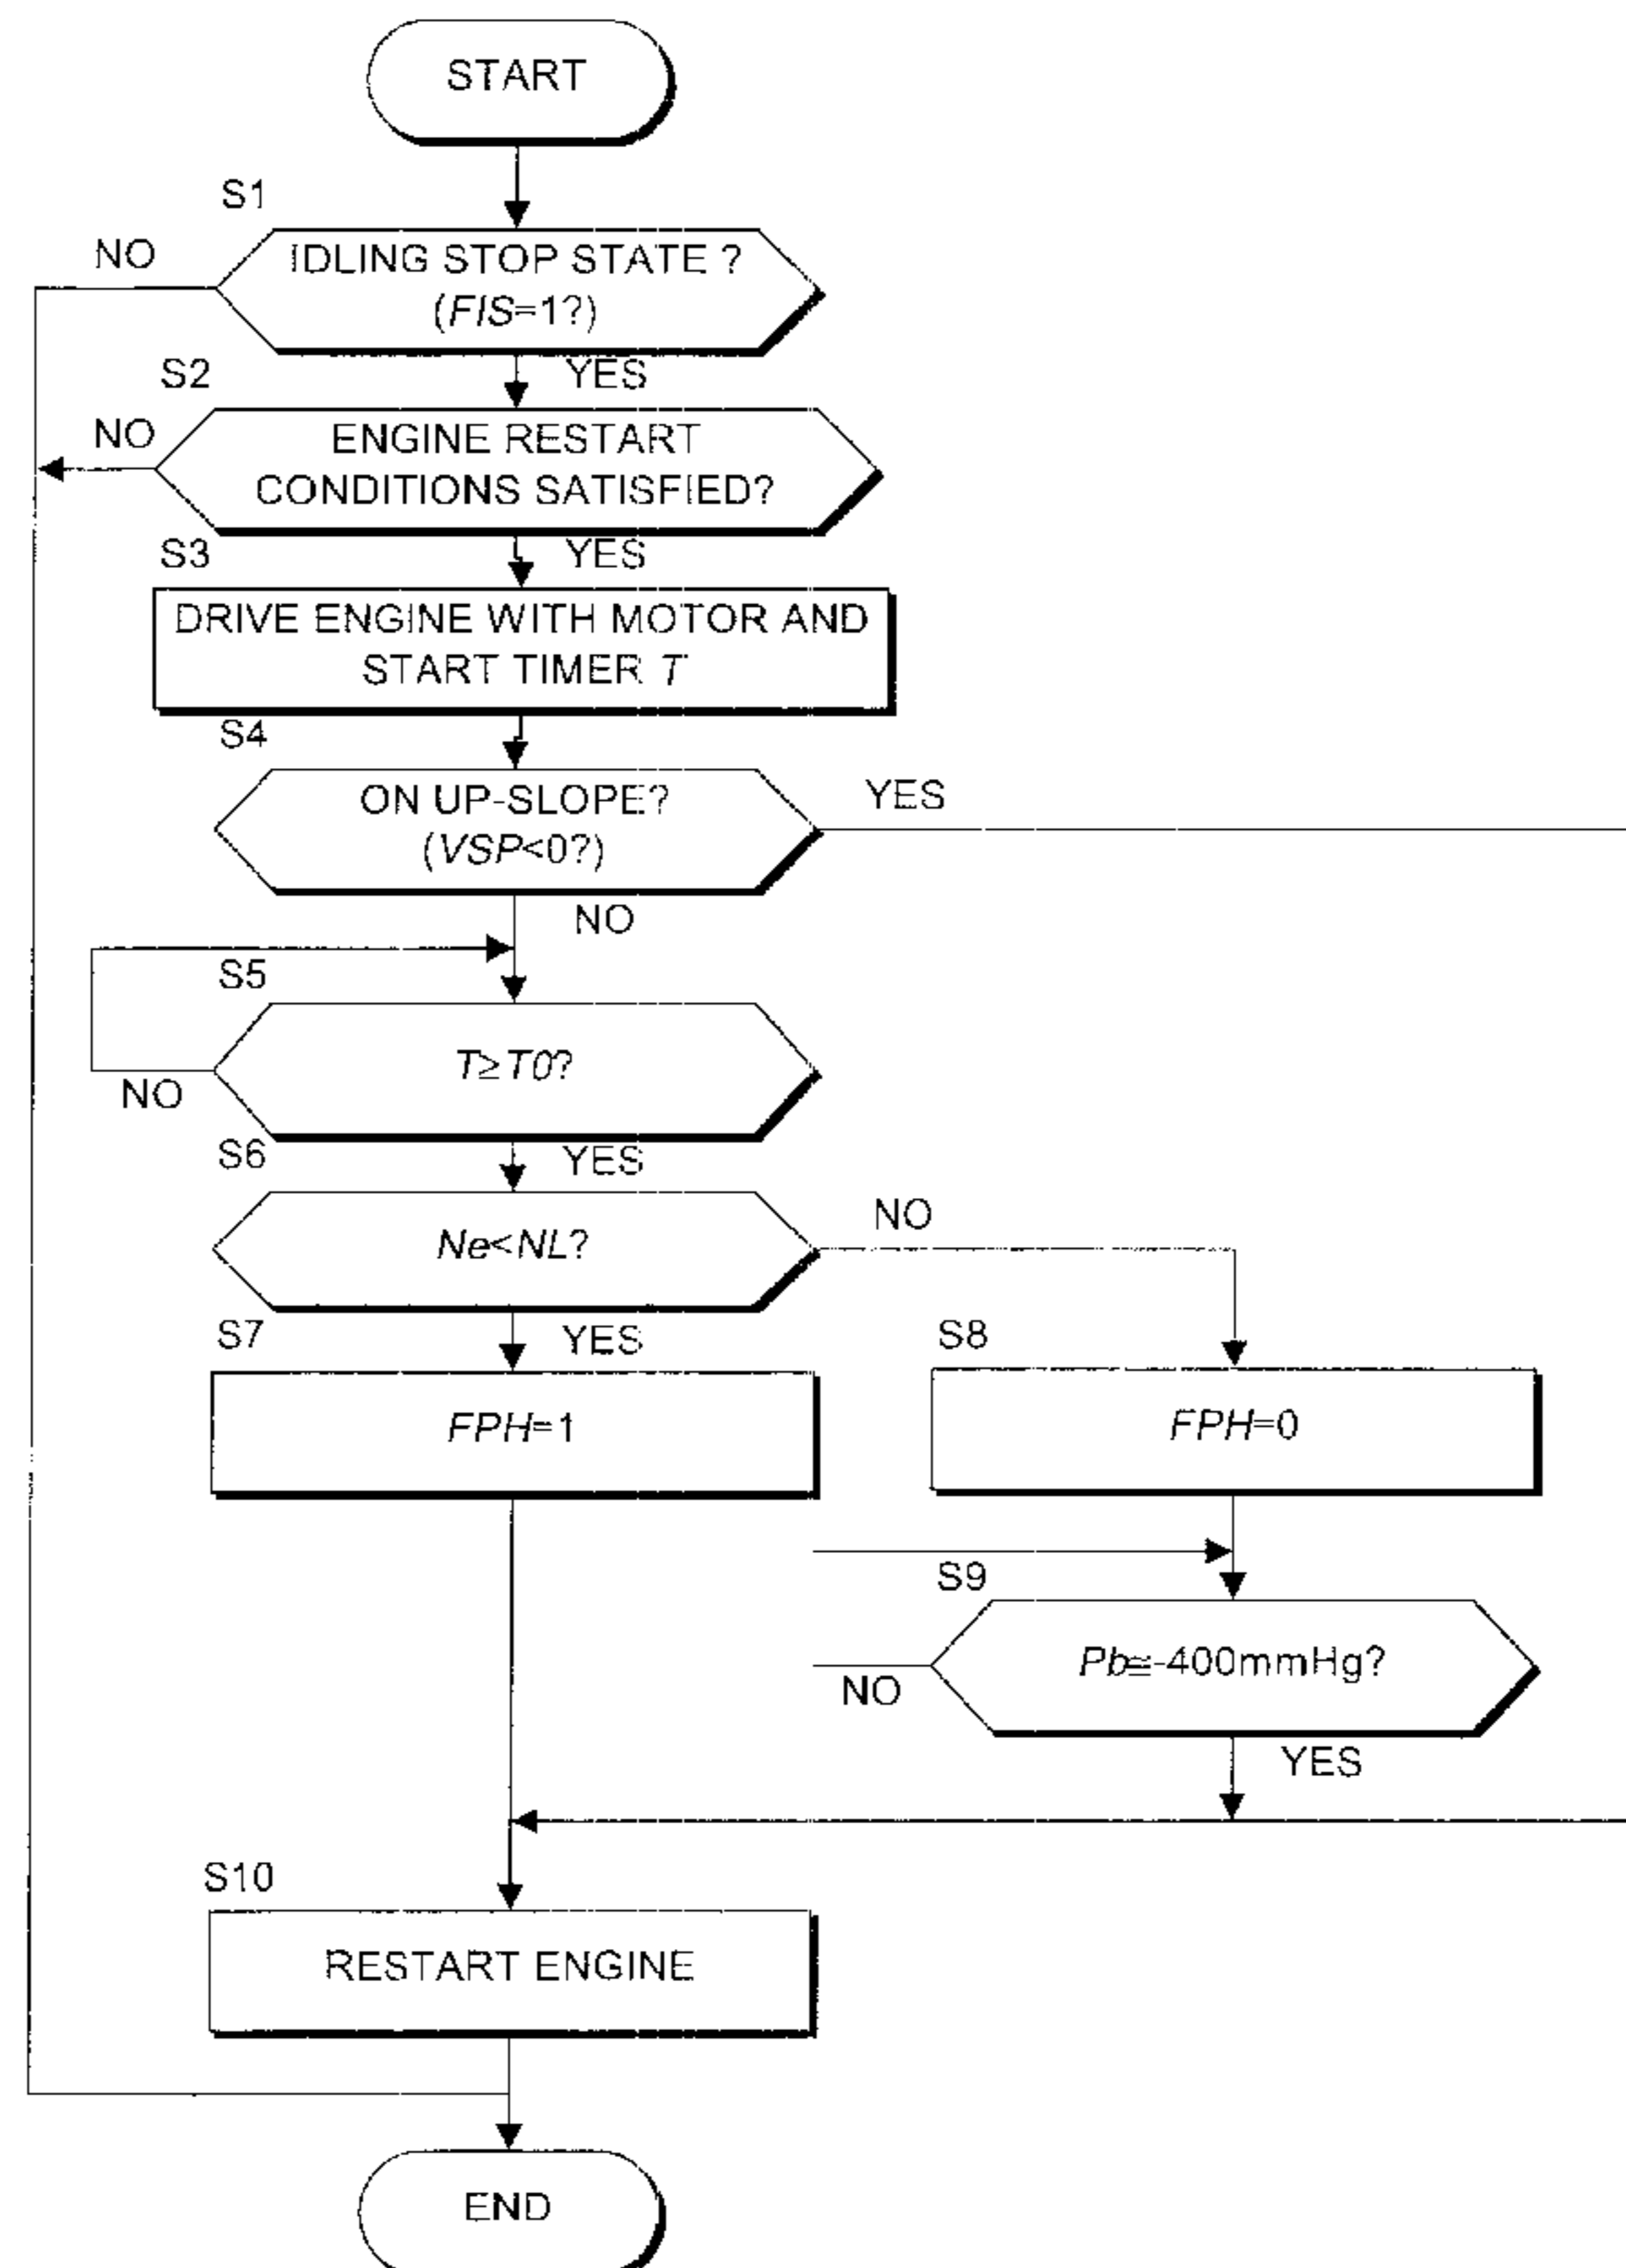 START
S1
NO
IDLING STOP STATE ?
(FIS=1?)
YES
S2
NO
ENGINE RESTART
CONDITIONS SATISFIED?
YES
S3
DRIVE ENGINE WITH MOTOR AND
START TIMER T
S4
ON UP-SLOPE?
(VSP<0?)
YES
NO
S5
T≥T0?
NO
YES
S6
Ne<NL?
NO
YES
S7
FPH=1
S8
FPH=0
S9
Pb≅-400mmHg?
NO
YES
S10
RESTART ENGINE
END